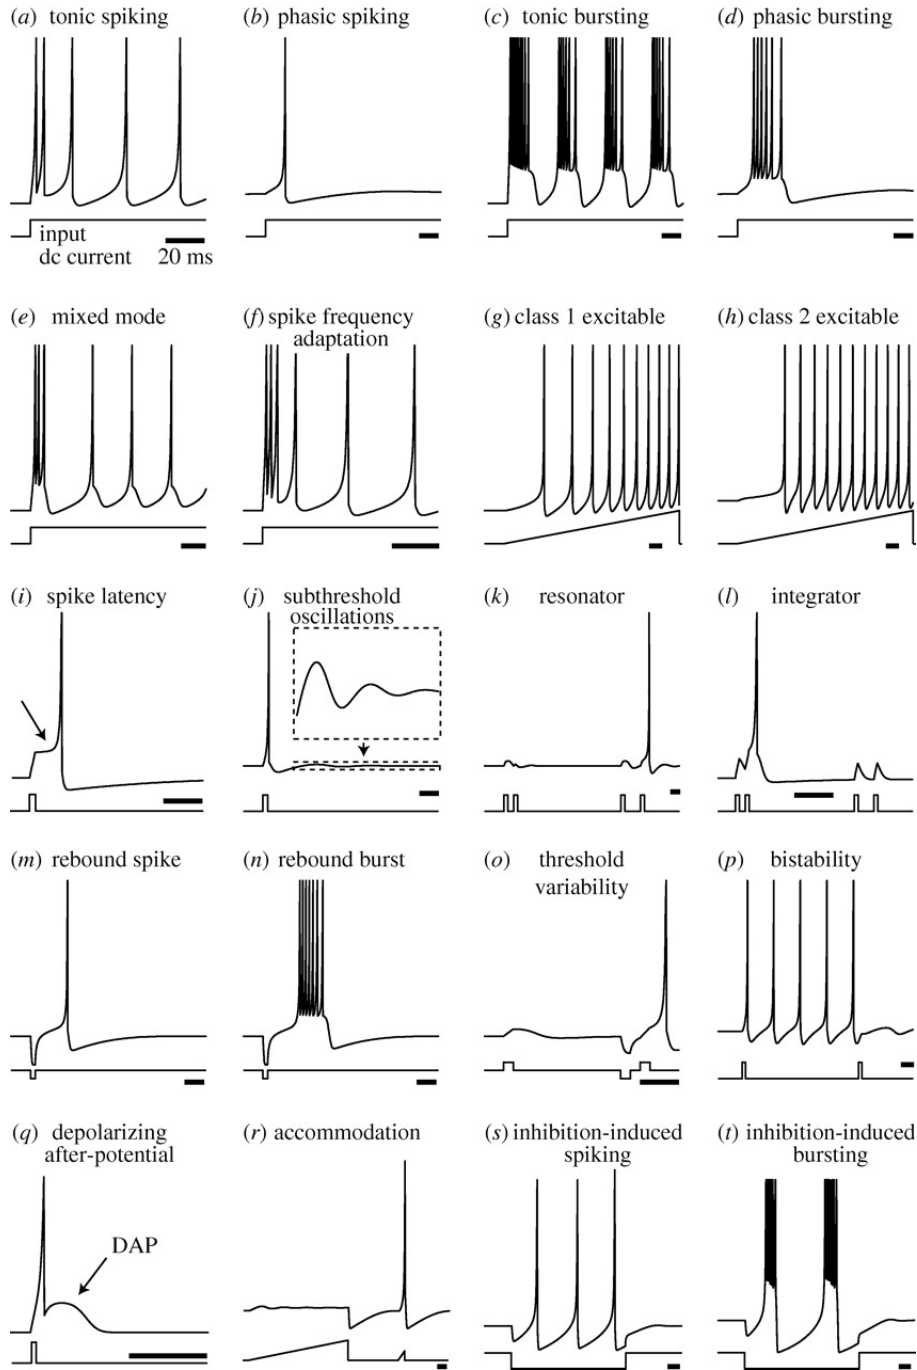 (a) tonic spiking
(b) phasic spiking
(c) tonic bursting
(d) phasic bursting
input
dc current
20 ms
(e) mixed mode
(f) spike frequency
adaptation
(g) class 1 excitable
(h) class 2 excitable
(i) spike latency
(j) subthreshold
oscillations
(k) resonator
(l) integrator
(m) rebound spike
(n) rebound burst
(o) threshold
variability
(p) bistability
(q) depolarizing
after-potential
DAP
(r) accommodation
(s) inhibition-induced
spiking
(t) inhibition-induced
bursting